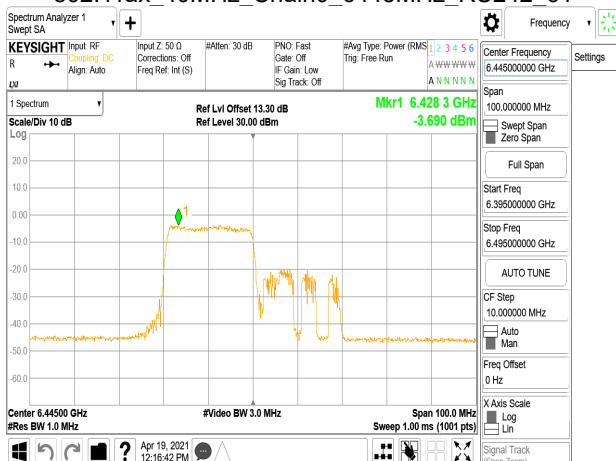 Spectrum Analyzer 1
Swept SA
Frequency
Settings
KEYSIGHT
R
LXI
Input: RF
Coupling: DC
Align: Auto
Input Z: 50 Ω
Corrections: Off
Freq Ref: Int (S)
#Atten: 30 dB
PNO: Fast
Gate: Off
IF Gain: Low
Sig Track: Off
#Avg Type: Power (RMS
Trig: Free Run
1 2 3 4 5 6
A W W W W W
A N N N N N
1 Spectrum
Scale/Div 10 dB
Log
Ref Lvl Offset 13.30 dB
Ref Level 30.00 dBm
Mkr1 6.428 3 GHz
-3.690 dBm
20.0
10.0
0.00
-10.0
-20.0
-30.0
-40.0
-50.0
-60.0
1
Center 6.44500 GHz
#Res BW 1.0 MHz
#Video BW 3.0 MHz
Span 100.0 MHz
Sweep 1.00 ms (1001 pts)
Apr 19, 2021
12:16:42 PM
Center Frequency
6.445000000 GHz
Span
100.000000 MHz
Swept Span
Zero Span
Full Span
Start Freq
6.395000000 GHz
Stop Freq
6.495000000 GHz
AUTO TUNE
CF Step
10.000000 MHz
Auto
Man
Freq Offset
0 Hz
X Axis Scale
Log
Lin
Signal Track